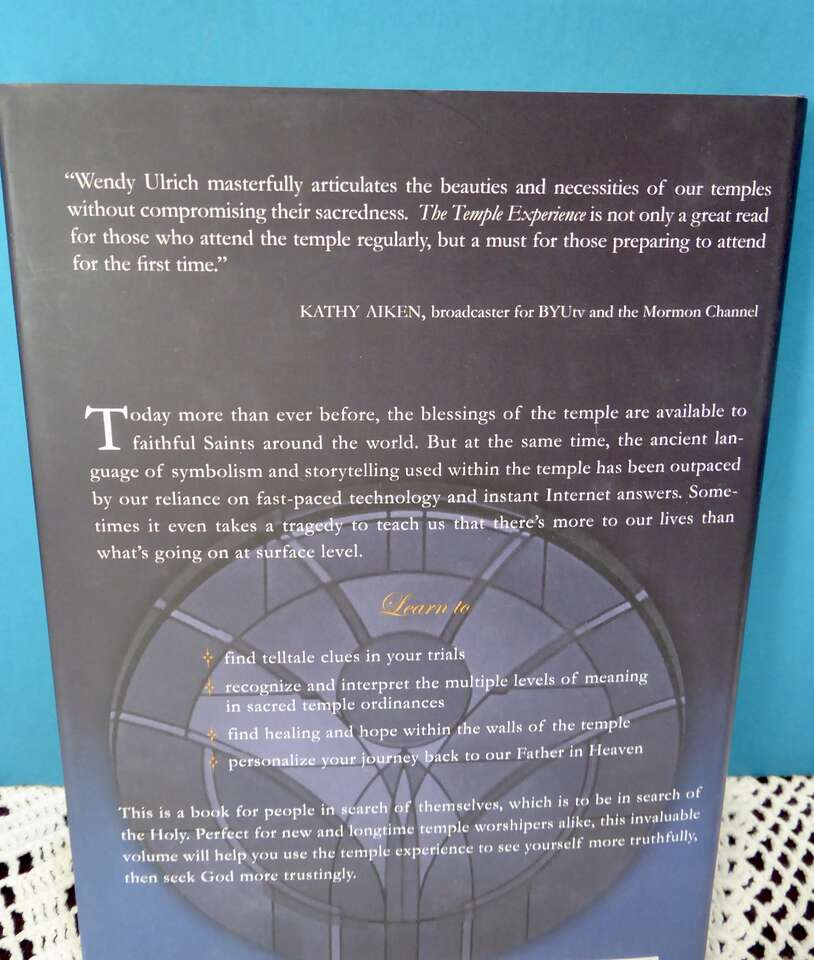 “Wendy Ulrich masterfully articulates the beauties and necessities of our temples
without compromising their sacredness. The Temple Experience is not only a great read
for those who attend the temple regularly, but a must for those preparing to attend
for the first time.”
KATHY AIKEN, broadcaster for BYUtv and the Mormon Channel
Today more than ever before, the blessings of the temple are available to
faithful Saints around the world. But at the same time, the ancient lan-
guage of symbolism and storytelling used within the temple has been outpaced
by our reliance on fast-paced technology and instant Internet answers. Some-
times it even takes a tragedy to teach us that there’s more to our lives than
what’s going on at surface level.
Learn to
find telltale clues in your trials
recognize and interpret the multiple levels of meaning
in sacred temple ordinances
find healing and hope within the walls of the temple
personalize your journey back to our Father in Heaven
This is a book for people in search of themselves, which is to be in search of
the Holy. Perfect for new and longtime temple worshipers alike, this invaluable
volume will help you use the temple experience to see yourself more truthfully,
then seek God more trustingly.